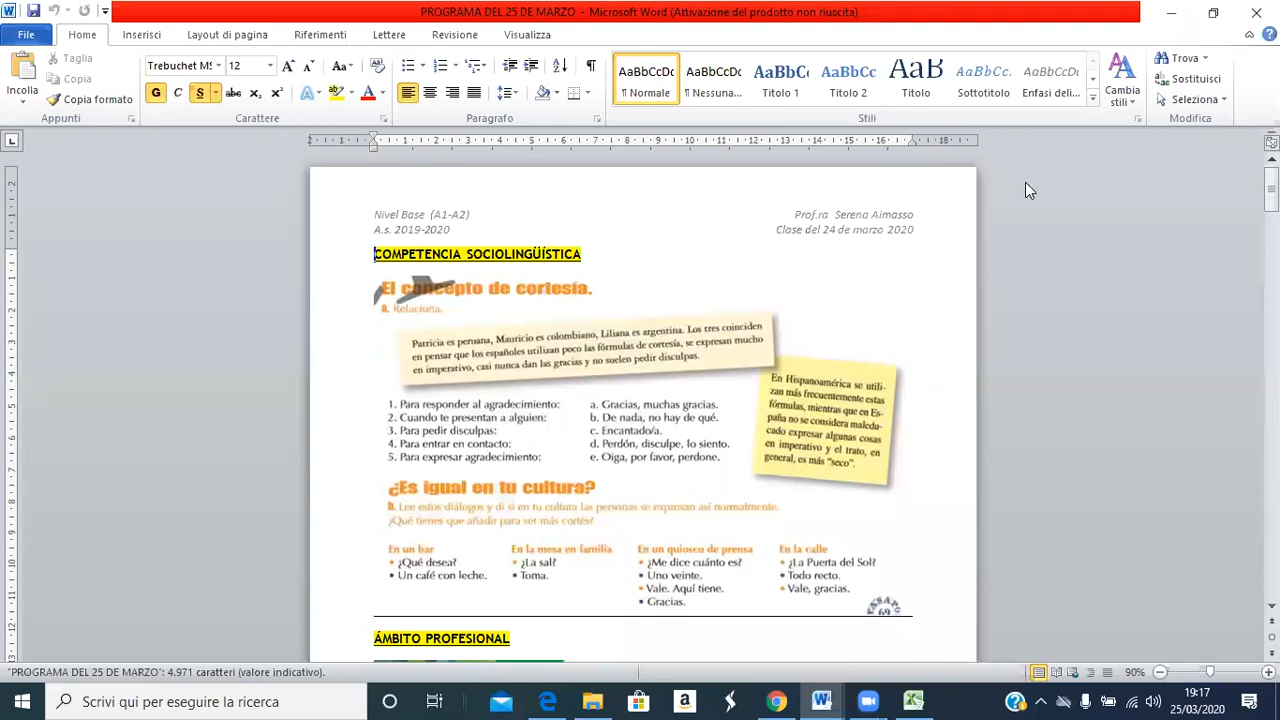 PROGRAMA DEL 25 DE MARZO - Microsoft Word (Attivazione del prodotto non riuscita)
File Home Inserisci Layout di pagina Riferimenti Lettere Revisione Visualizza
Incolla
Taglia
Copia
Copia formato
Appunti
Trebuchet MS 12
Carattere
Paragrafo
AaBbCcDc AaBbCcDc AaBbC AaBbCc AaB AaBbCc. AaBbCcDc
¶ Normale ¶ Nessuna... Titolo 1 Titolo 2 Titolo Sottotitolo Enfasi deli...
Stili
Cambia stili
Trova
Sostituisci
Seleziona
Modifica
Nivel Base (A1-A2) Prof.ra Serena Aimasso
A.s. 2019-2020 Clase del 24 de marzo 2020
COMPETENCIA SOCIOLINGÜÍSTICA
El concepto de cortesía.
a. Relaciona.
Patricia es peruana, Mauricio es colombiano, Liliana es argentina. Los tres coinciden
en pensar que los españoles utilizan poco las fórmulas de cortesía, se expresan mucho
en imperativo, casi nunca dan las gracias y no suelen pedir disculpas.
En Hispanoamérica se utili-
zan más frecuentemente estas
fórmulas, mientras que en Es-
paña no se considera maledu-
cado expresar algunas cosas
en imperativo y el trato, en
general, es más "seco".
1. Para responder al agradecimiento: a. Gracias, muchas gracias.
2. Cuando te presentan a alguien: b. De nada, no hay de qué.
3. Para pedir disculpas: c. Encantado/a.
4. Para entrar en contacto: d. Perdón, disculpe, lo siento.
5. Para expresar agradecimiento: e. Oiga, por favor, perdone.
¿Es igual en tu cultura?
b. Lee estos diálogos y di si en tu cultura las personas se expresan así normalmente.
¿Qué tienes que añadir para ser más cortés?
En un bar
• ¿Qué desea?
• Un café con leche.
En la mesa en familia
• ¿La sal?
• Toma.
En un quiosco de prensa
• ¿Me dice cuánto es?
• Uno veinte.
• Vale. Aquí tiene.
• Gracias.
En la calle
• ¿La Puerta del Sol?
• Todo recto.
• Vale, gracias.
69
ÁMBITO PROFESIONAL
"PROGRAMA DEL 25 DE MARZO": 4.971 caratteri (valore indicativo). 90%
Scrivi qui per eseguire la ricerca
19:17
25/03/2020